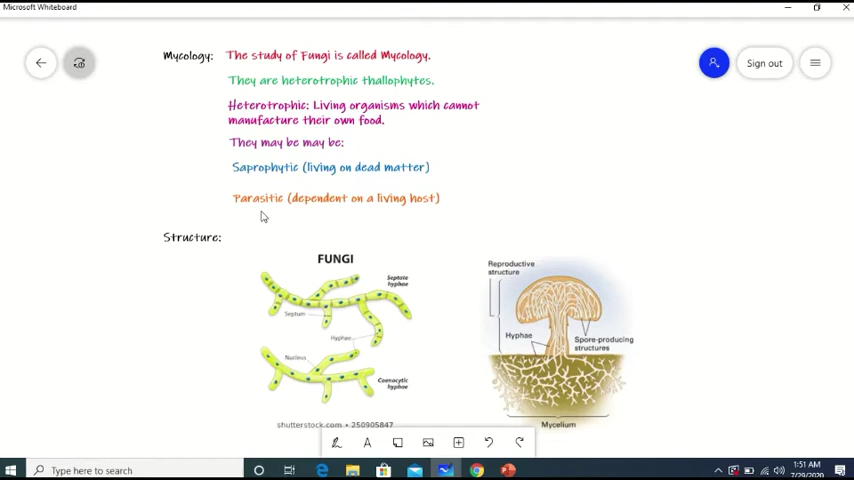 Microsoft Whiteboard
Sign out
Mycology: The study of Fungi is called Mycology.
They are heterotrophic thallophytes.
Heterotrophic: Living organisms which cannot
manufacture their own food.
They may be may be:
Saprophytic (living on dead matter)
Parasitic (dependent on a living host)
Structure:
FUNGI
Septate
hyphae
Septum
Hyphae
Nucleus
Coenocytic
hyphae
shutterstock.com • 250905847
Reproductive
structure
Hyphae
Spore-producing
structures
Mycelium
Type here to search
1:51 AM
7/29/2020